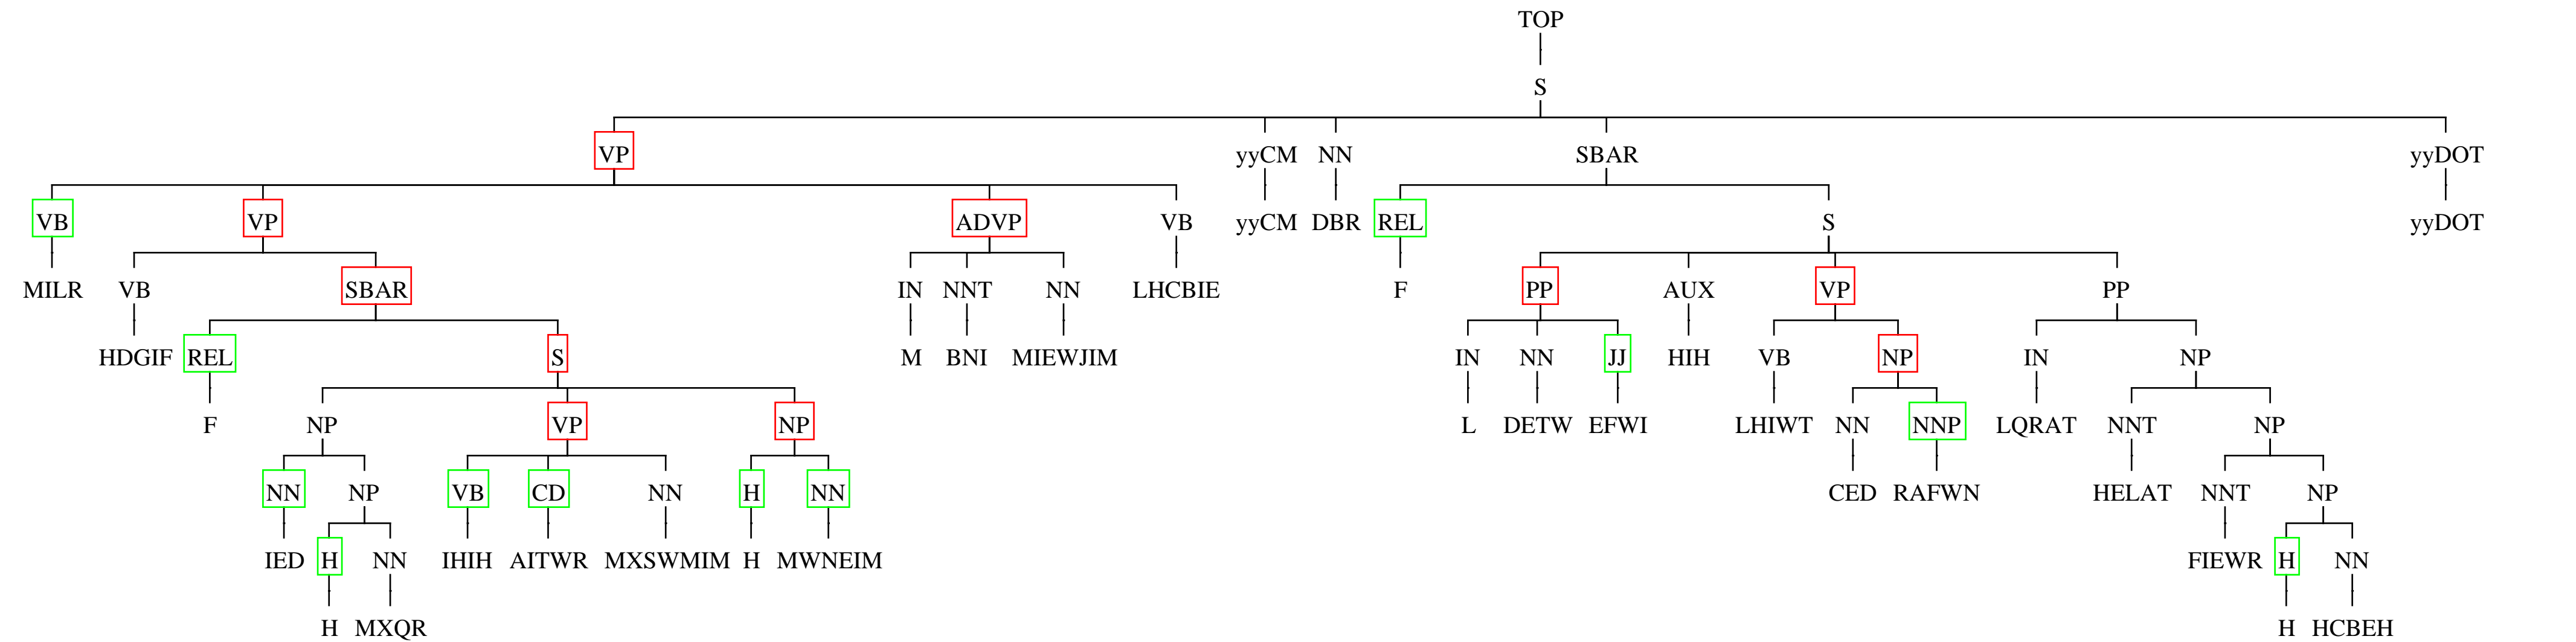 TOP
S
VP yyCM NN SBAR yyDOT
VB VP ADVP VB yyCM DBR REL S yyDOT
MILR VB SBAR IN NNT NN LHCBIE F PP AUX VP PP
HDGIF REL S M BNI MIEWJIM IN NN JJ HIH VB NP IN NP
F NP VP NP L DETW EFWI LHIWT NN NNP LQRAT NNT NP
NN NP VB CD NN H NN CED RAFWN HELAT NNT NP
IED H NN IHIH AITWR MXSWMIM H MWNEIM FIEWR H NN
H MXQR H HCBEH